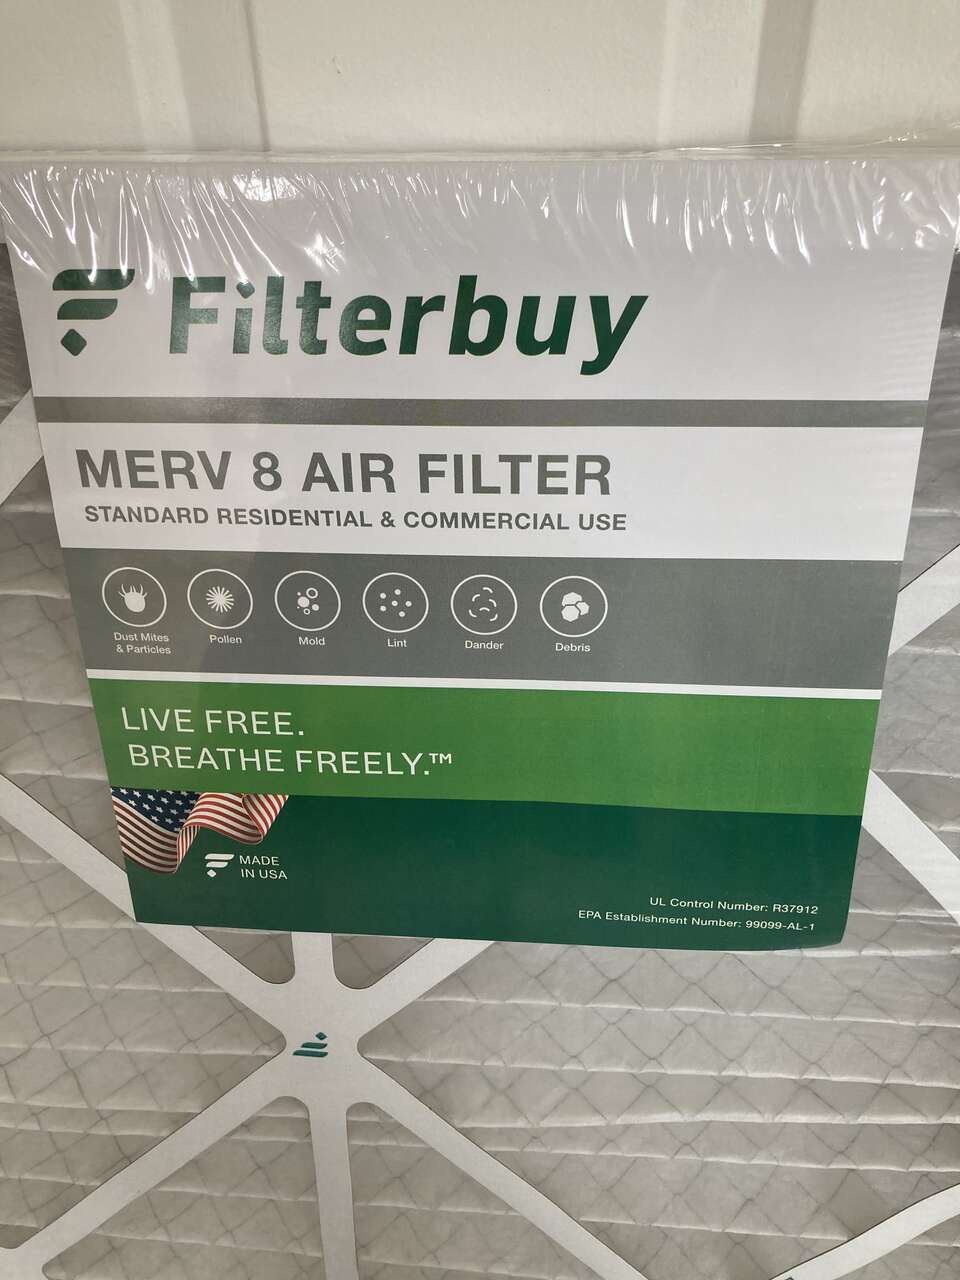 Filterbuy
MERV 8 AIR FILTER
STANDARD RESIDENTIAL & COMMERCIAL USE
Dust Mites
& Particles
Pollen
Mold
Lint
Dander
Debris
LIVE FREE.
BREATHE FREELY.™
MADE
IN USA
UL Control Number: R37912
EPA Establishment Number: 99099-AL-1